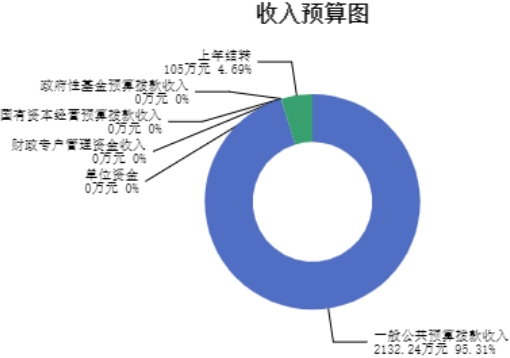 收入预算图
上年结转
105万元 4.69%
政府性基金预算拨款收入
0万元 0%
国有资本经营预算拨款收入
0万元 0%
财政专户管理资金收入
0万元 0%
单位资金
0万元 0%
一般公共预算拨款收入
2132.24万元 95.31%